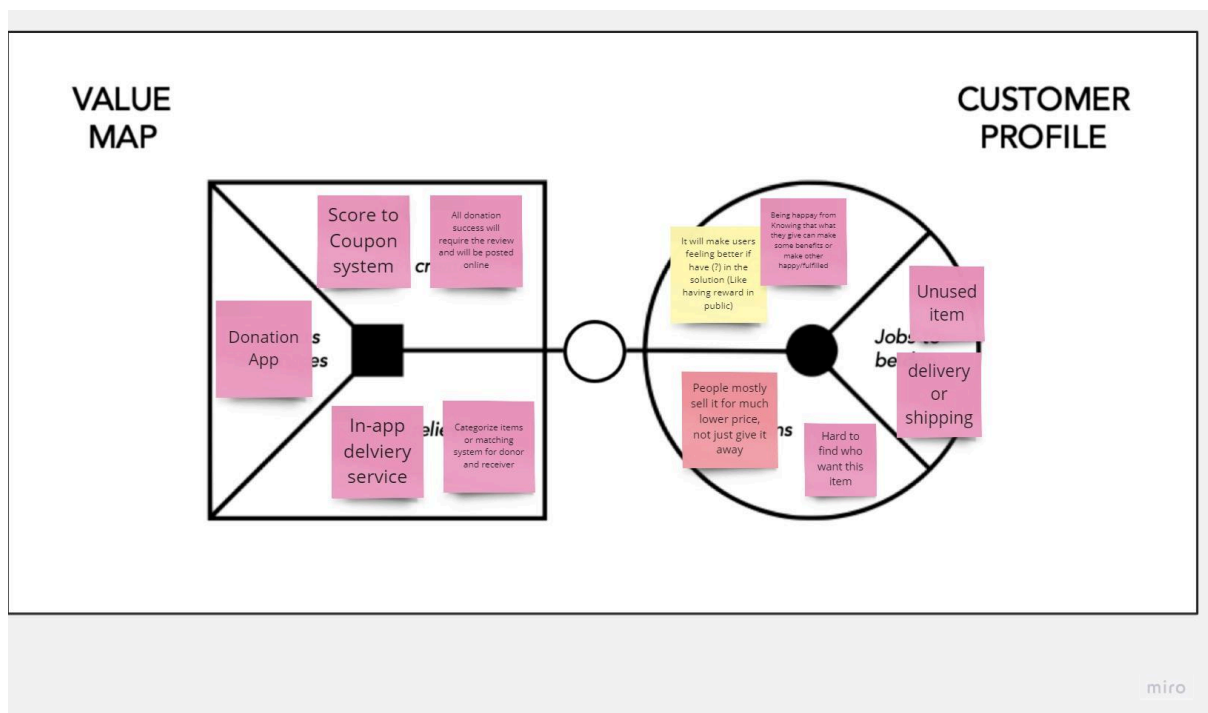 VALUE
MAP
CUSTOMER
PROFILE
Score to
Coupon
system
All donation
success will
require the review
and will be posted
online
It will make users
feeling better if
have (?) in the
solution (Like
having reward in
public)
Being happay from
Knowing that what
they give can make
some benefits or
make other
happy/fulfilled
Donation
App
Unused
item
Jobs to
be
delivery
or
shipping
In-app
delviery
service
Categorize items
or matching
system for donor
and receiver
People mostly
sell it for much
lower price,
not just give it
away
Hard to
find who
want this
item
miro